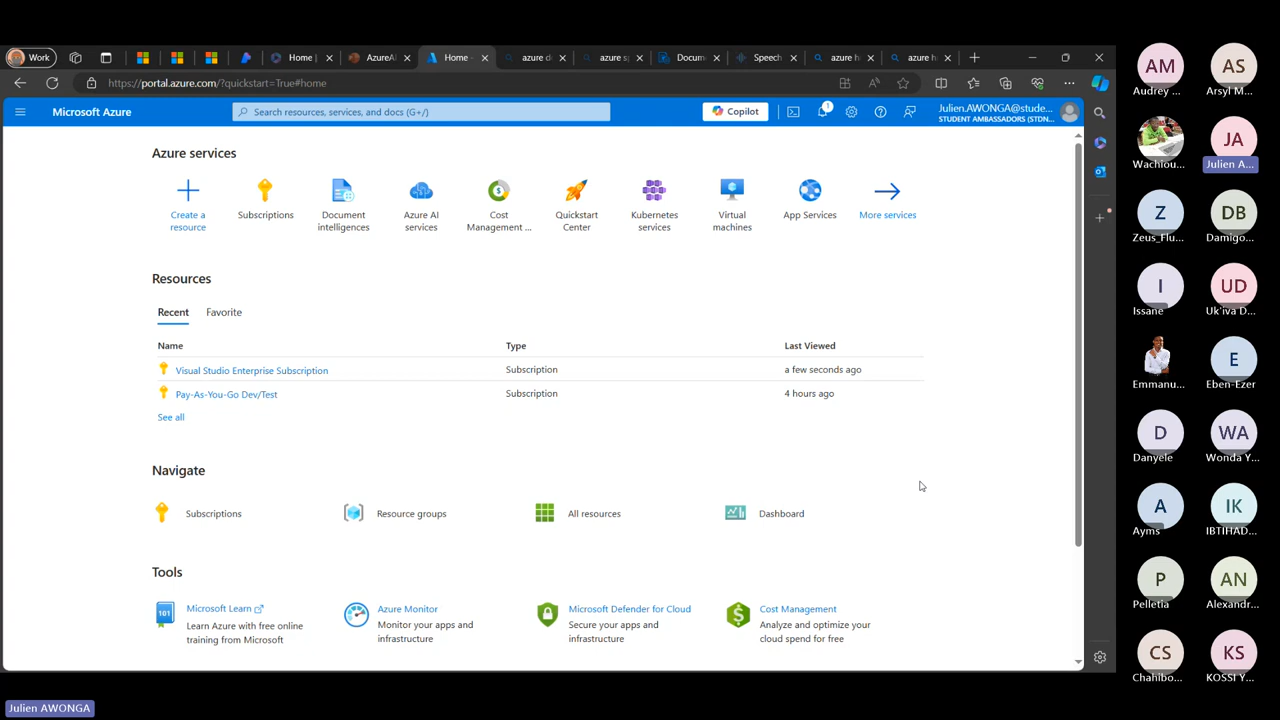 Work
Home |
AzureAI
Home -
azure d
azure s
Docum
Speech
azure h
azure h
https://portal.azure.com/?quickstart=True#home
Microsoft Azure
Search resources, services, and docs (G+/)
Copilot
1
Julien.AWONGA@stude...
STUDENT AMBASSADORS (STDN...
Azure services
Create a resource
Subscriptions
Document intelligences
Azure AI services
Cost Management ...
Quickstart Center
Kubernetes services
Virtual machines
App Services
More services
Resources
Recent
Favorite
Name
Type
Last Viewed
Visual Studio Enterprise Subscription
Subscription
a few seconds ago
Pay-As-You-Go Dev/Test
Subscription
4 hours ago
See all
Navigate
Subscriptions
Resource groups
All resources
Dashboard
Tools
101
Microsoft Learn
Learn Azure with free online
training from Microsoft
Azure Monitor
Monitor your apps and
infrastructure
Microsoft Defender for Cloud
Secure your apps and
infrastructure
Cost Management
Analyze and optimize your
cloud spend for free
Julien AWONGA
AM
Audrey ...
AS
Arsyl M...
Wachiou...
JA
Julien A...
Z
Zeus_Flu...
DB
Damigo...
I
Issane
UD
Uk'iva D...
Emmanu...
E
Eben-Ezer
D
Danyele
WA
Wonda Y...
A
Ayms
IK
IBTIHAD...
P
Pelletia
AN
Alexandr...
CS
Chahibo...
KS
KOSSI Y...